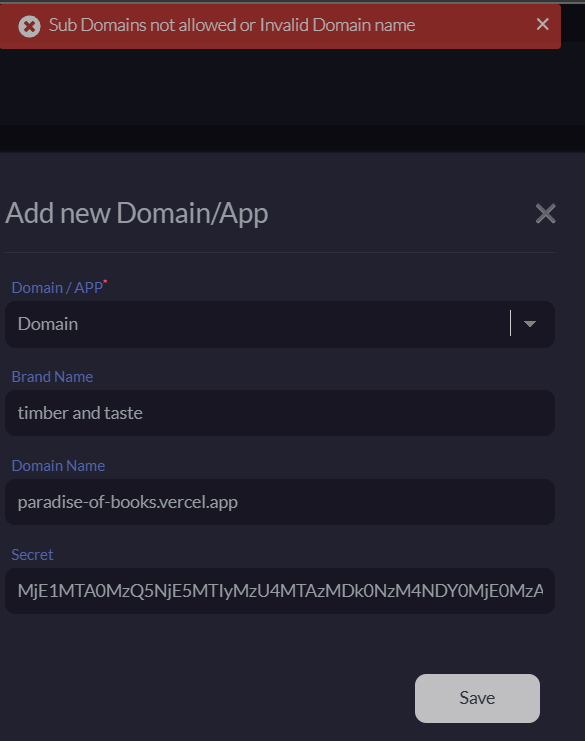 Sub Domains not allowed or Invalid Domain name
Add new Domain/App
Domain / APP*
Domain
Brand Name
timber and taste
Domain Name
paradise-of-books.vercel.app
Secret
MjE1MTA0MzQ5NjE5MTIyMzU4MTAzMDk0NzM4NDY0MjE0MzA
Save